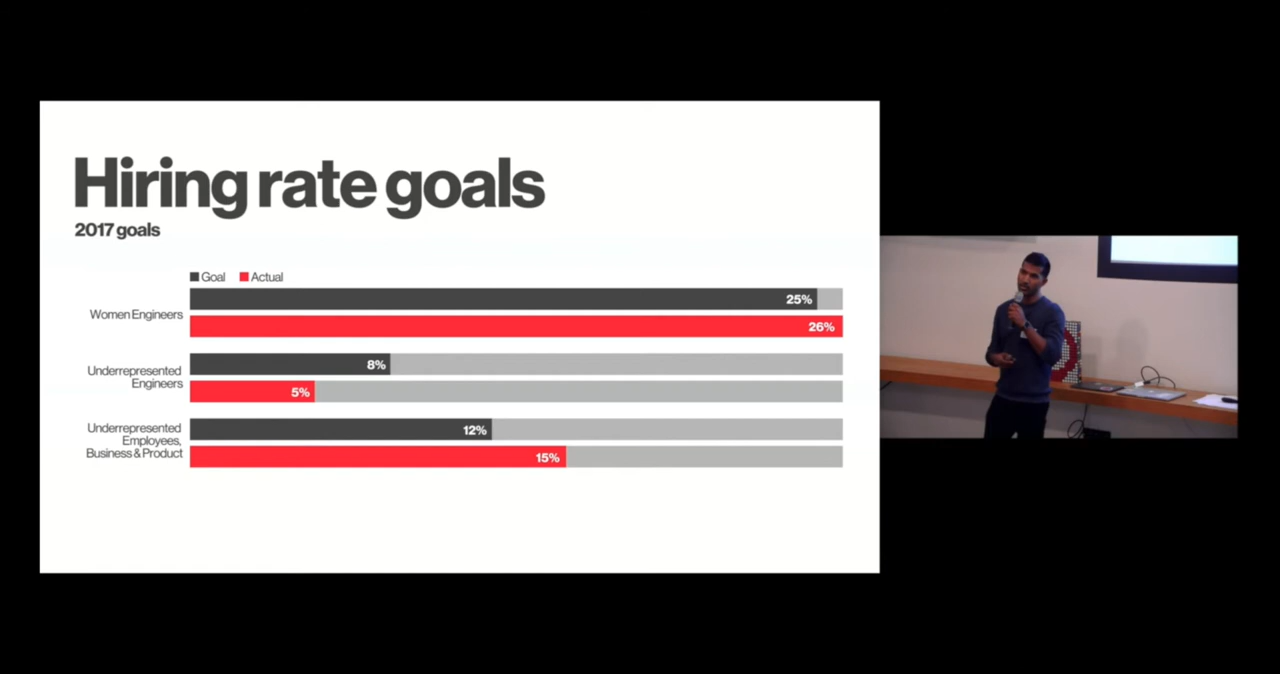 Hiring rate goals
2017 goals
Goal Actual
Women Engineers
25%
26%
Underrepresented
Engineers
8%
5%
Underrepresented
Employees,
Business & Product
12%
15%